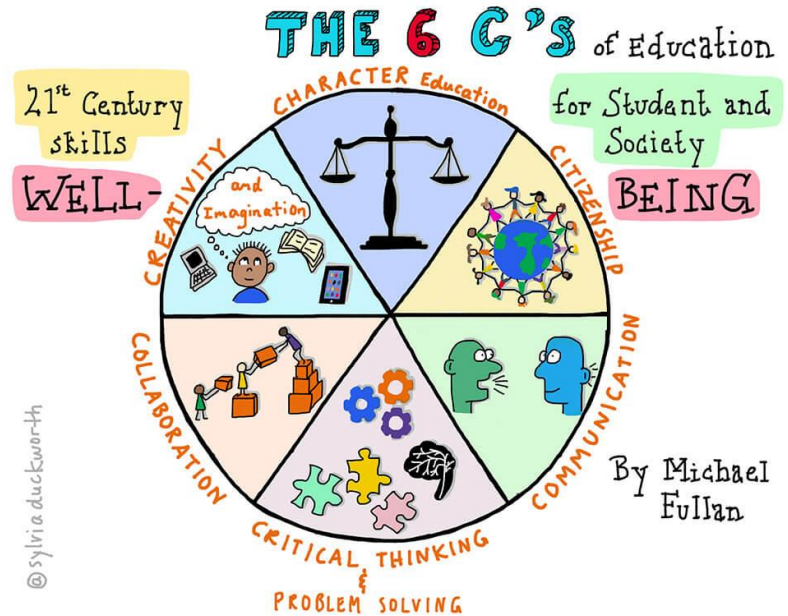 THE 6 C'S of Education
21st Century
skills
WELL-
for Student and
Society
BEING
CHARACTER Education
CITIZENSHIP
COMMUNICATION
CRITICAL THINKING
&
PROBLEM SOLVING
COLLABORATION
CREATIVITY
and
Imagination
By Michael
Fullan
@sylviaduckworth